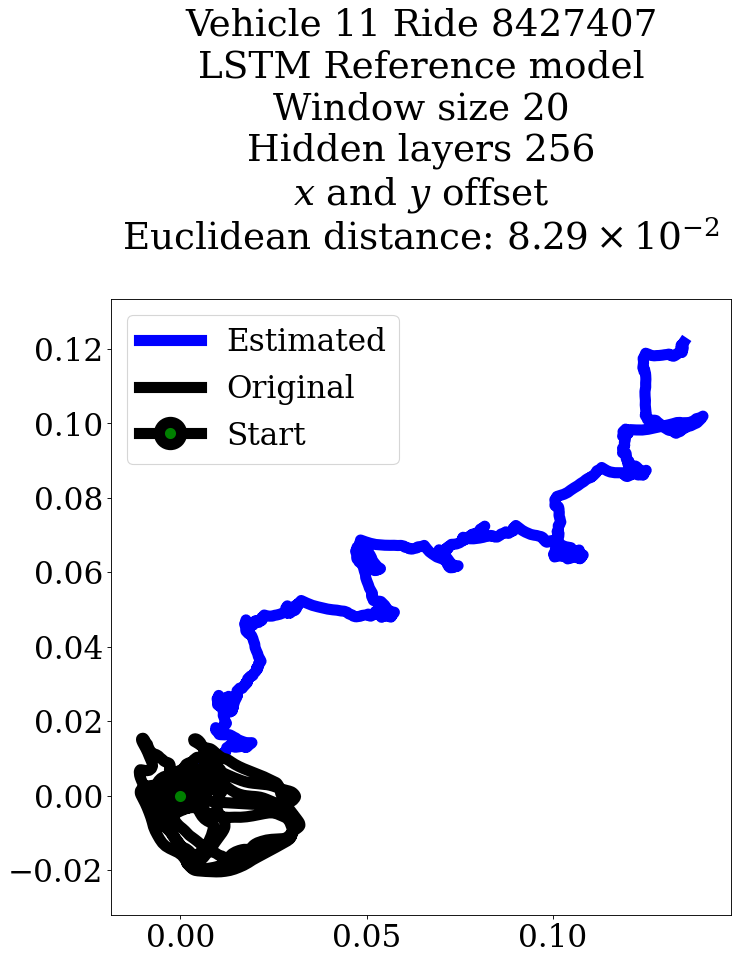 Vehicle 11 Ride 8427407
LSTM Reference model
Window size 20
Hidden layers 256
x and y offset
Euclidean distance: 8.29 × 10⁻²
Estimated
Original
Start
0.12
0.10
0.08
0.06
0.04
0.02
0.00
−0.02
0.00 0.05 0.10